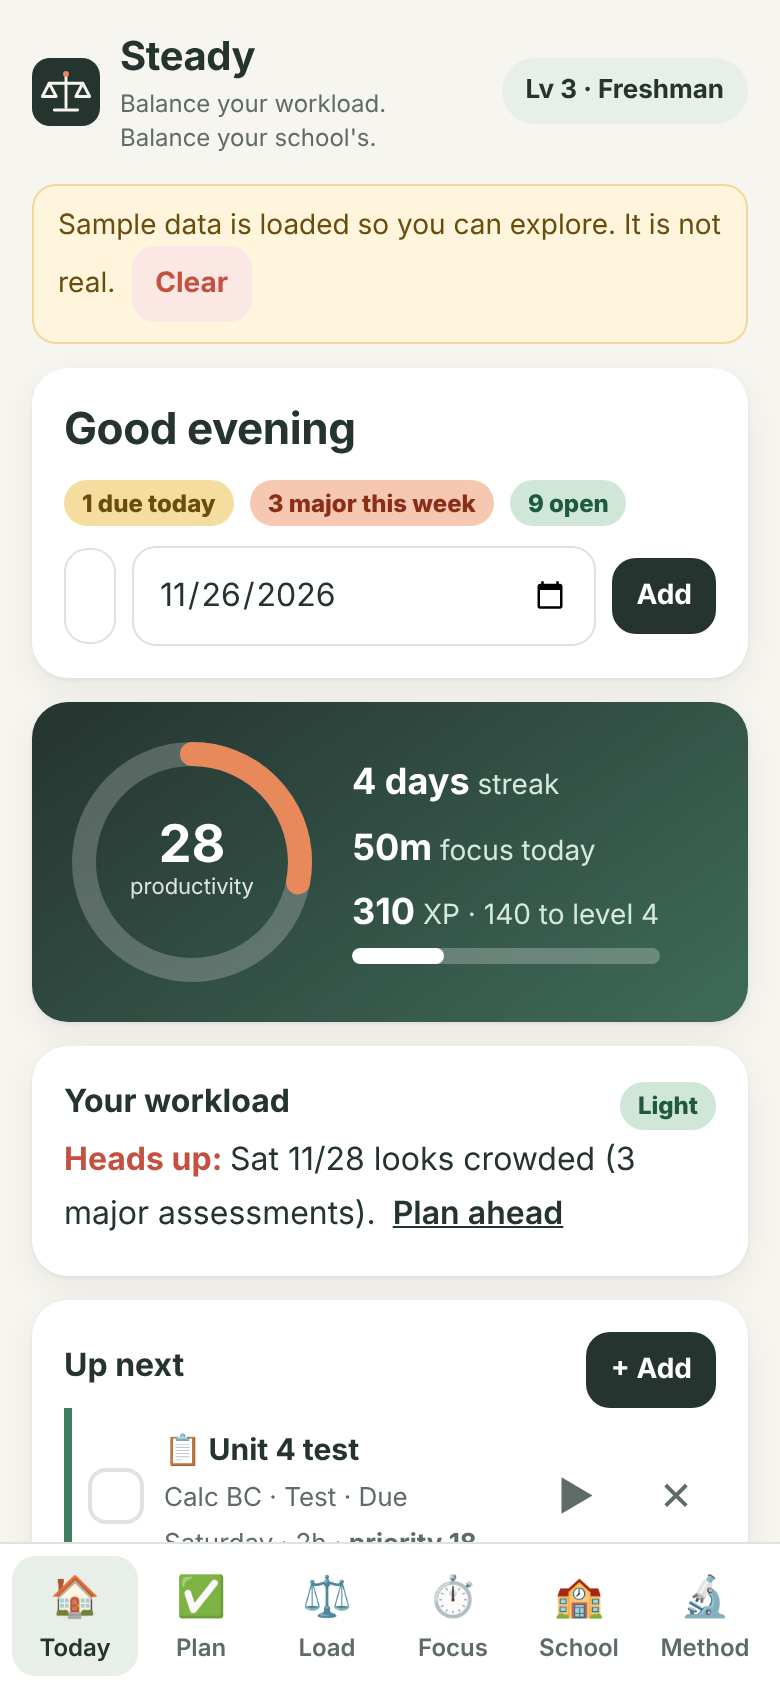 Steady
Balance your workload.
Balance your school's.
Lv 3 · Freshman
Sample data is loaded so you can explore. It is not
real. Clear
Good evening
1 due today
3 major this week
9 open
11/26/2026
Add
28
productivity
4 days streak
50m focus today
310 XP · 140 to level 4
Your workload
Light
Heads up: Sat 11/28 looks crowded (3
major assessments). Plan ahead
Up next
+ Add
Unit 4 test
Calc BC · Test · Due
Saturday · 2h · priority 18
Today
Plan
Load
Focus
School
Method